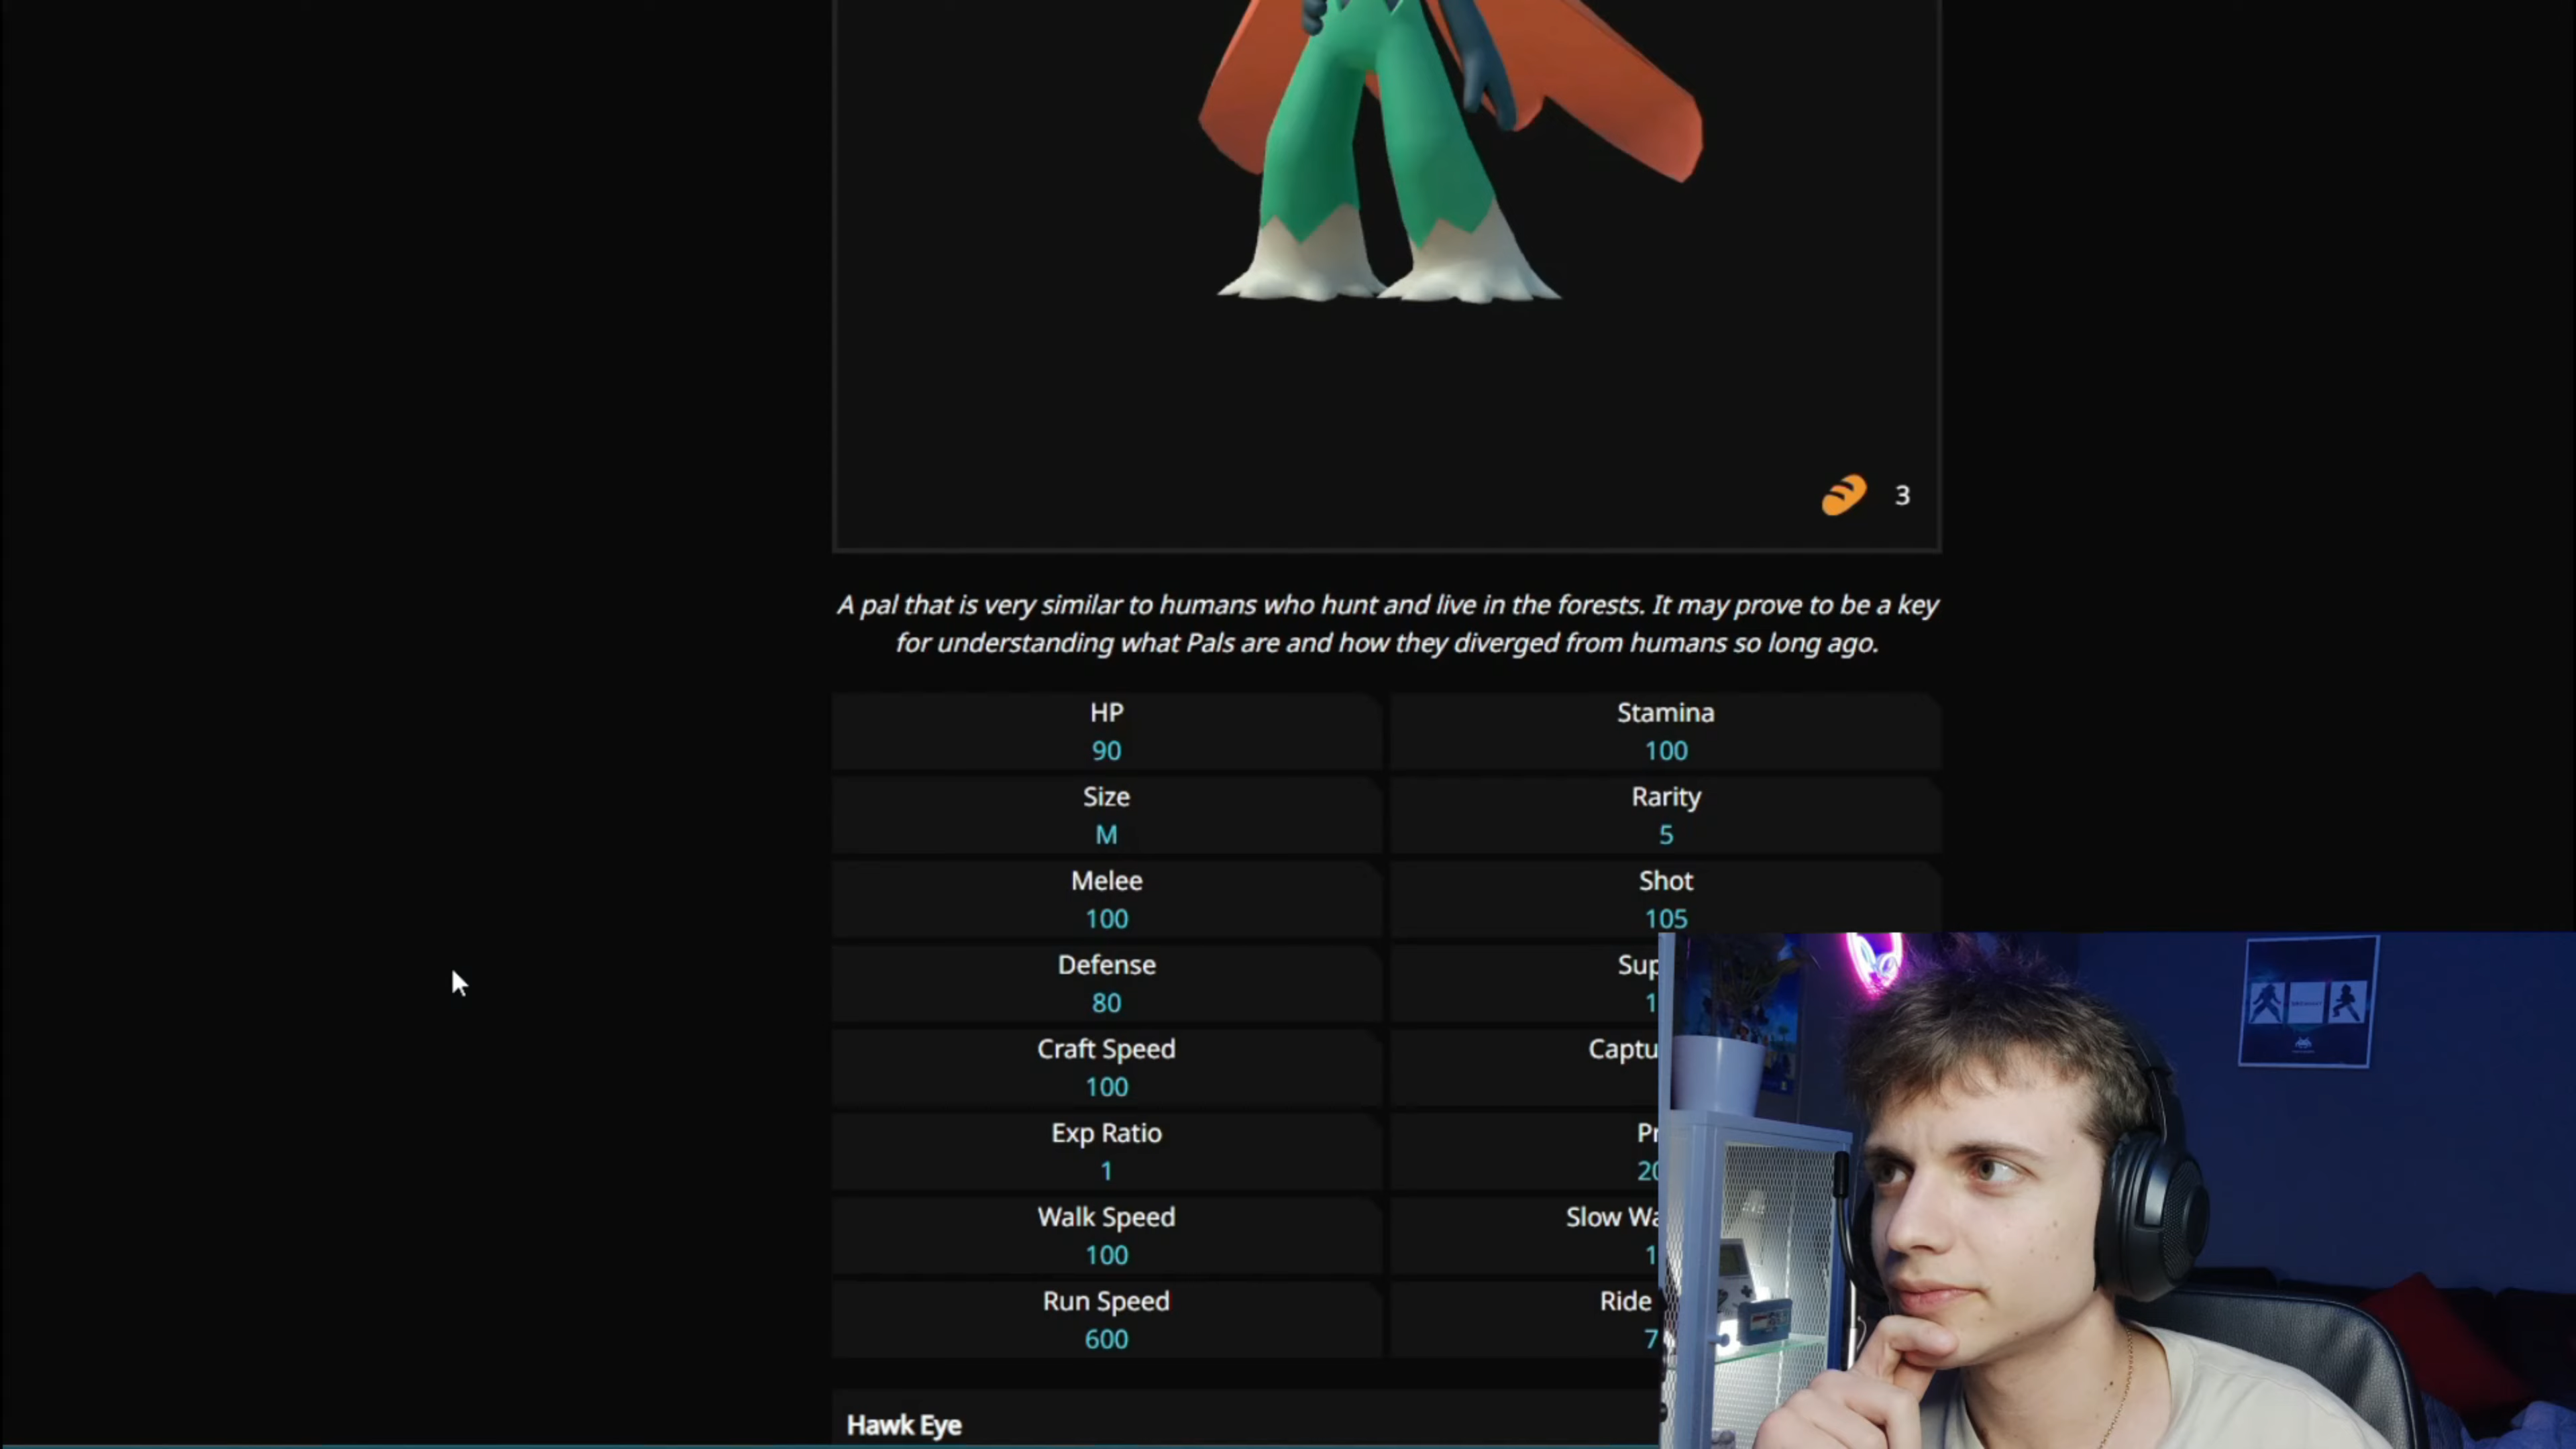 3
A pal that is very similar to humans who hunt and live in the forests. It may prove to be a key
for understanding what Pals are and how they diverged from humans so long ago.
HP
90
Stamina
100
Size
M
Rarity
5
Melee
100
Shot
105
Defense
80
Craft Speed
100
Exp Ratio
1
Walk Speed
100
Slow
Run Speed
600
Ride
Hawk Eye